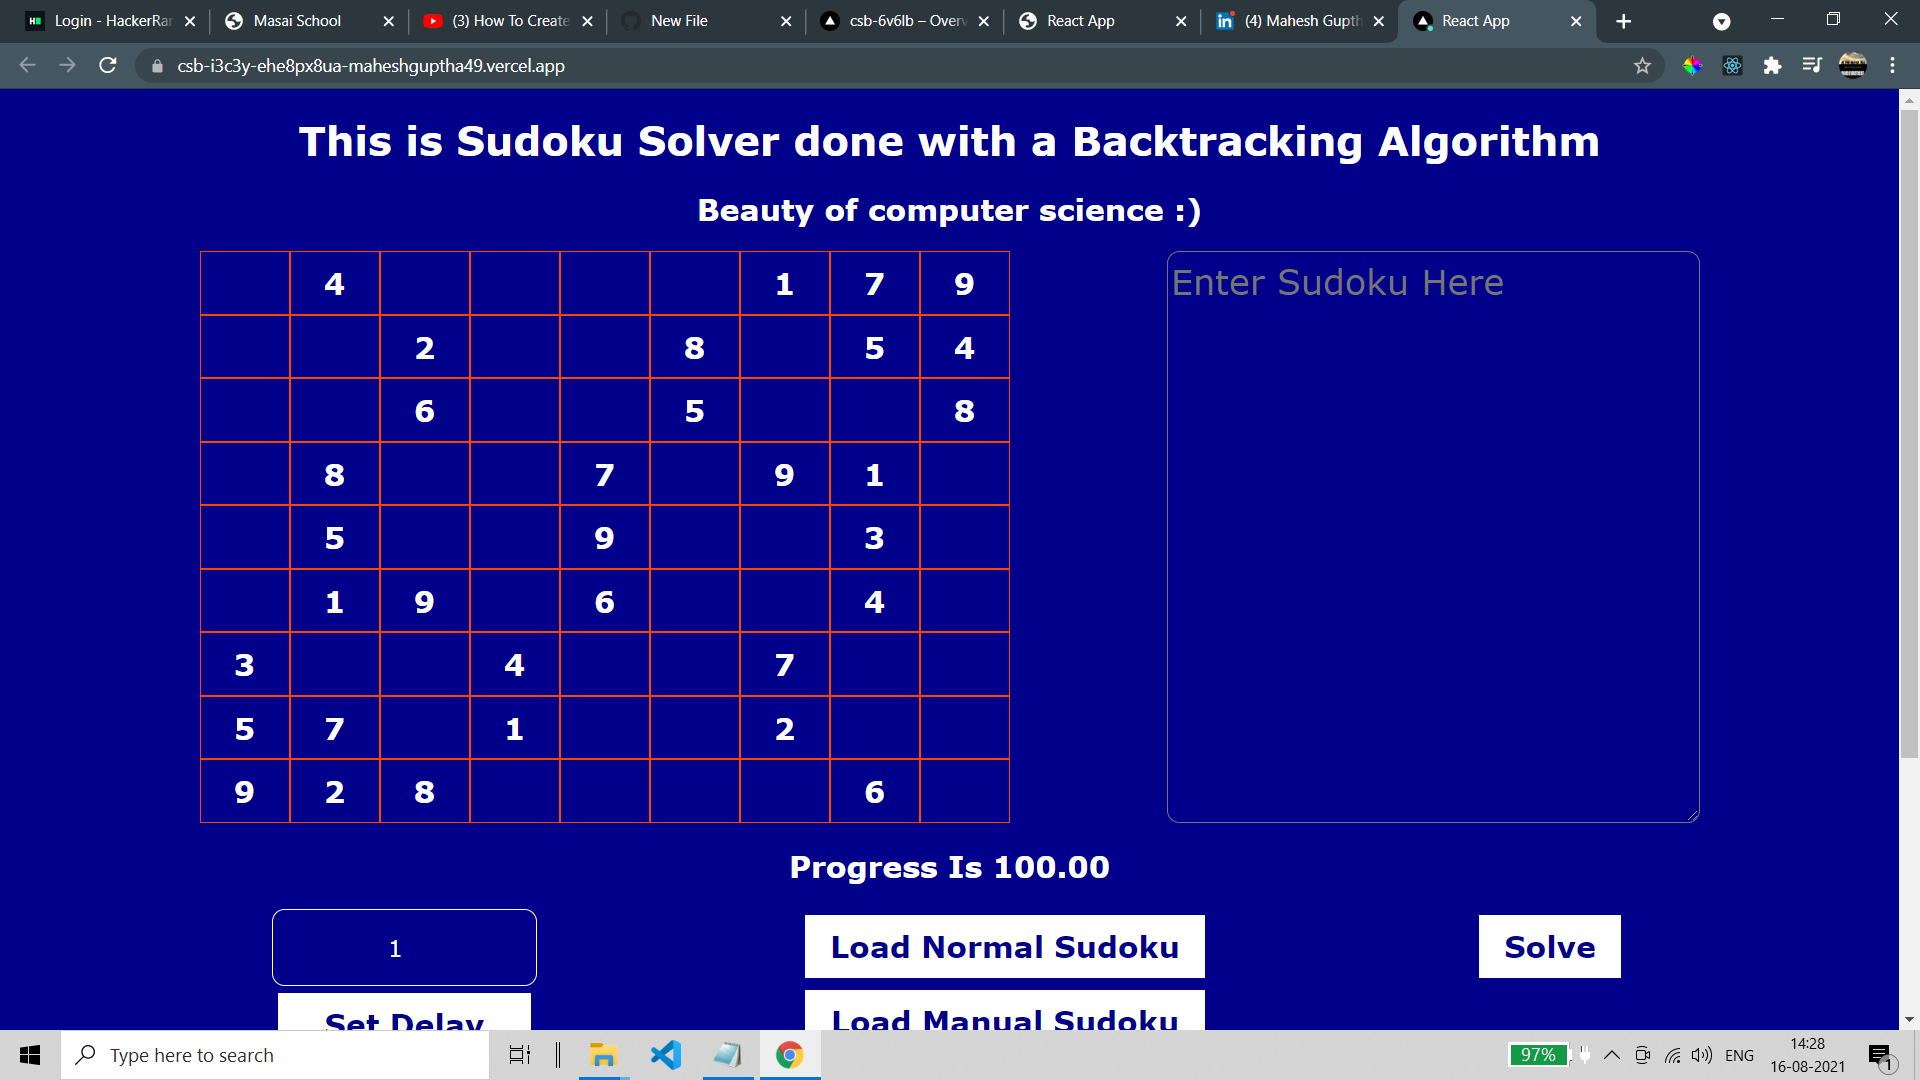 Login - HackerRan
Masai School
(3) How To Create
New File
csb-6v6lb – Overv
React App
(4) Mahesh Gupth
React App
csb-i3c3y-ehe8px8ua-maheshguptha49.vercel.app
This is Sudoku Solver done with a Backtracking Algorithm
Beauty of computer science :)
4 1 7 9
2 8 5 4
6 5 8
8 7 9 1
5 9 3
1 9 6 4
3 4 7
5 7 1 2
9 2 8 6
Enter Sudoku Here
Progress Is 100.00
1
Load Normal Sudoku
Solve
Set Delay
Load Manual Sudoku
Type here to search
97%
ENG
14:28
16-08-2021
1